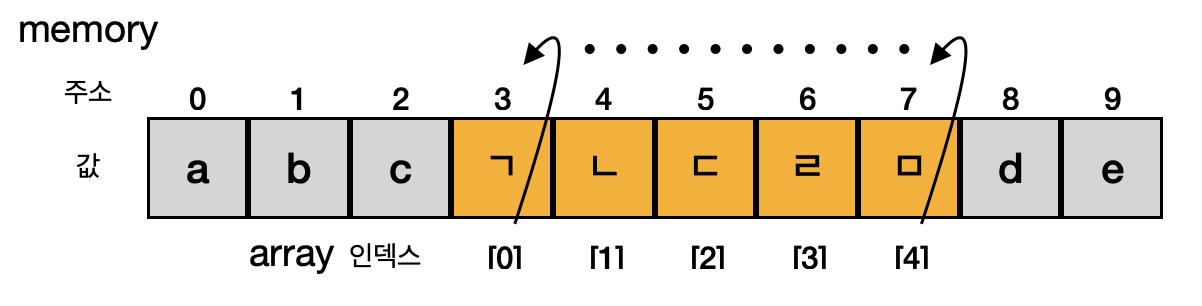 memory
주소 0 1 2 3 4 5 6 7 8 9
값 a b c ㄱ ㄴ ㄷ ㄹ ㅁ d e
array 인덱스 [0] [1] [2] [3] [4]